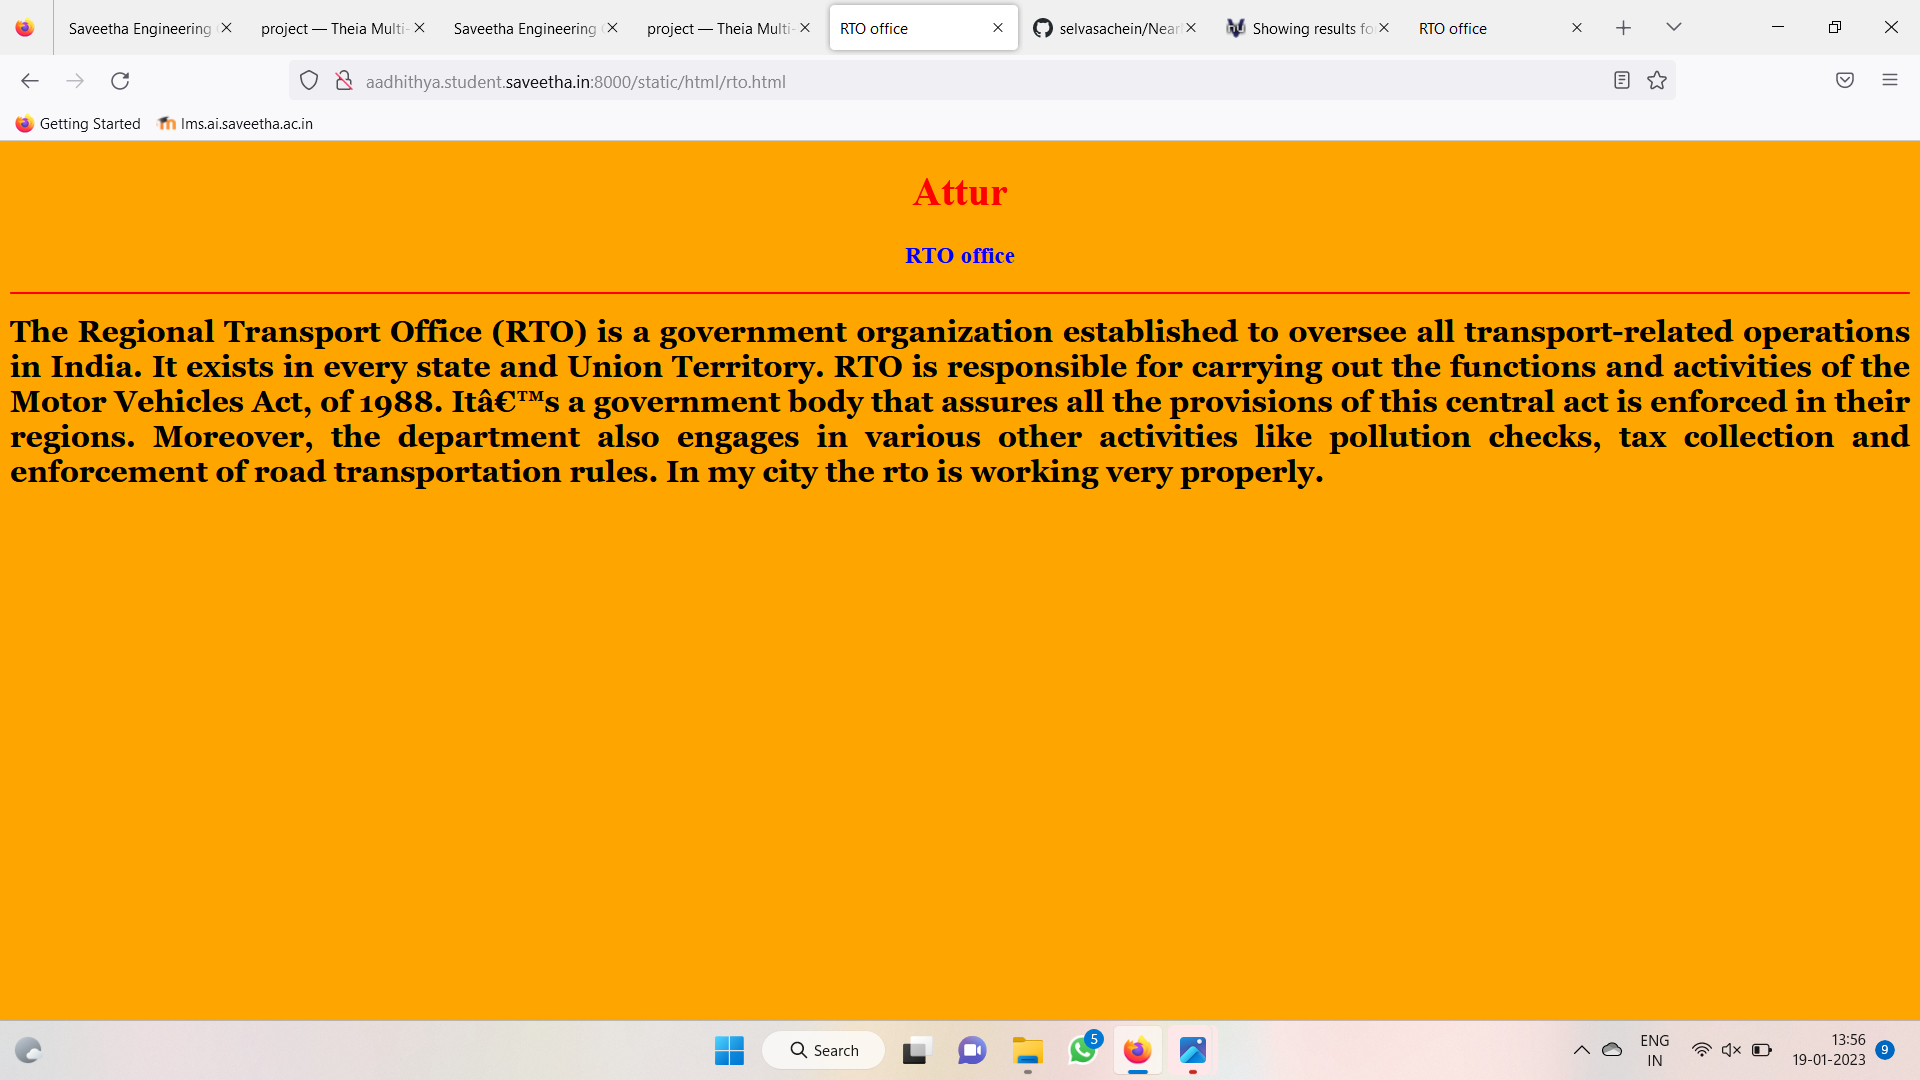 Saveetha Engineering
project — Theia Multi-
Saveetha Engineering
project — Theia Multi-
RTO office
selvasachein/Near
Showing results fo
RTO office
aadhithya.student.saveetha.in:8000/static/html/rto.html
Getting Started
lms.ai.saveetha.ac.in
Attur
RTO office
The Regional Transport Office (RTO) is a government organization established to oversee all transport-related operations
in India. It exists in every state and Union Territory. RTO is responsible for carrying out the functions and activities of the
Motor Vehicles Act, of 1988. Itâ€™s a government body that assures all the provisions of this central act is enforced in their
regions. Moreover, the department also engages in various other activities like pollution checks, tax collection and
enforcement of road transportation rules. In my city the rto is working very properly.
Search
5
ENG
IN
13:56
19-01-2023
9